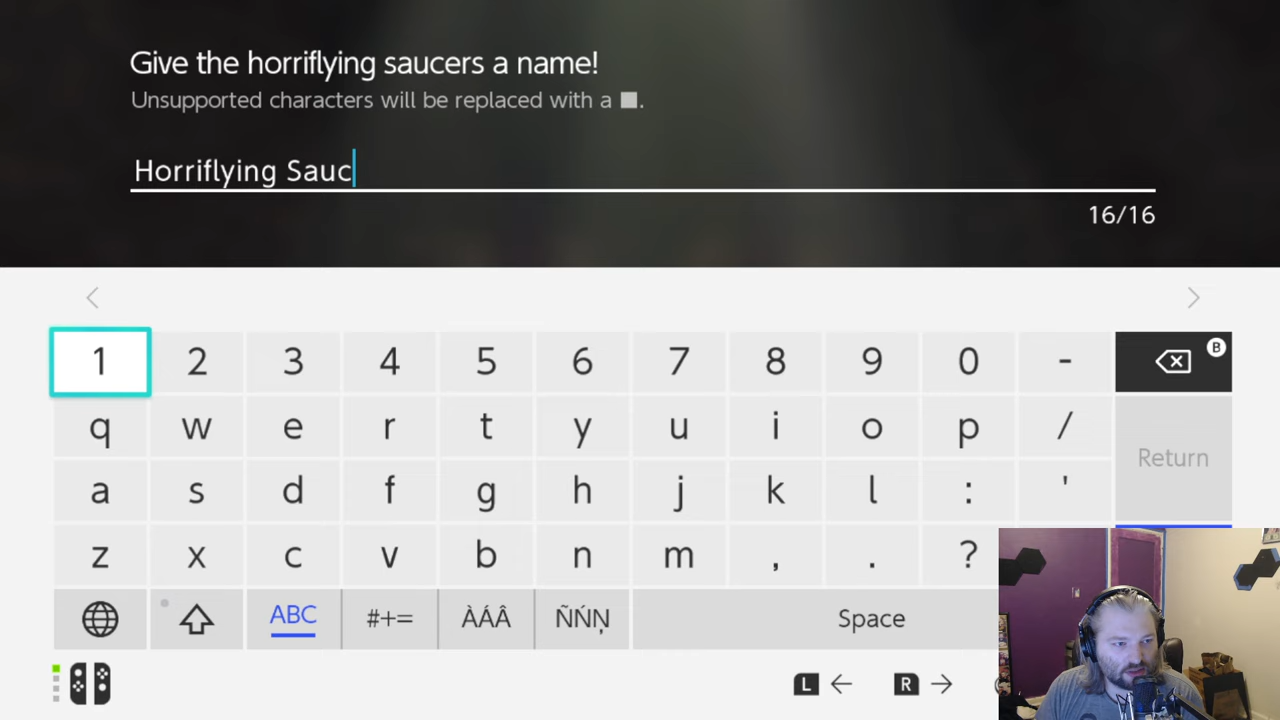 Give the horriflying saucers a name!
Unsupported characters will be replaced with a ■.
Horriflying Sauc
16/16
1 2 3 4 5 6 7 8 9 0 - B
q w e r t y u i o p /
Return
a s d f g h j k l : '
z x c v b n m , . ?
ABC #+= ÀÁÂ ÑŃŅ Space
L ← R →